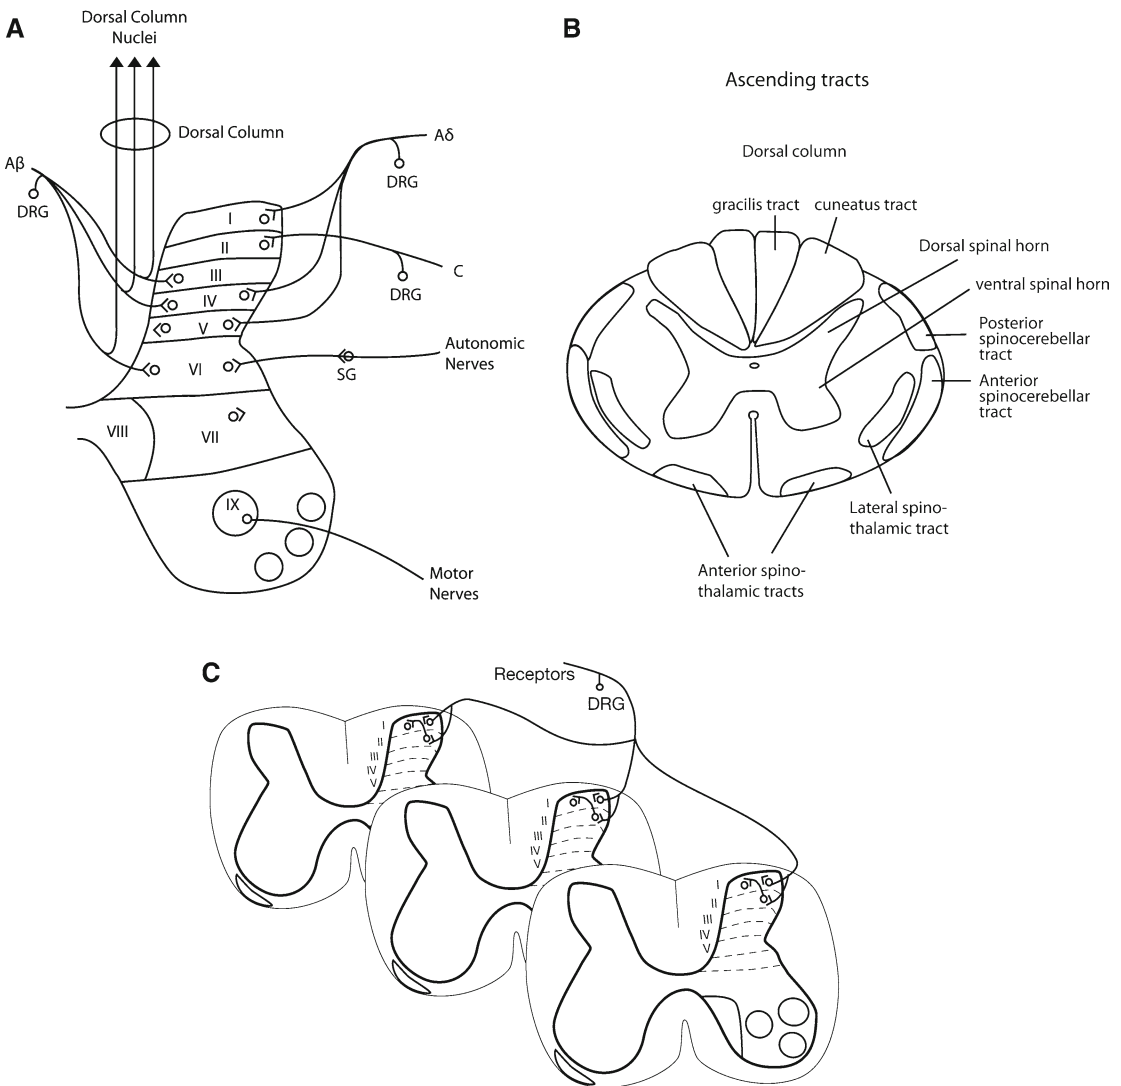 A
Dorsal Column
Nuclei
Dorsal Column
Aβ
DRG
Aδ
DRG
I
II
III
IV
V
VI
VII
VIII
IX
C
DRG
Autonomic
Nerves
SG
Motor
Nerves
B
Ascending tracts
Dorsal column
gracilis tract
cuneatus tract
Dorsal spinal horn
ventral spinal horn
Posterior
spinocerebellar
tract
Anterior
spinocerebellar
tract
Lateral spino-
thalamic tract
Anterior spino-
thalamic tracts
C
Receptors
DRG
I
II
III
IV
V
I
II
III
IV
V
I
II
III
IV
V